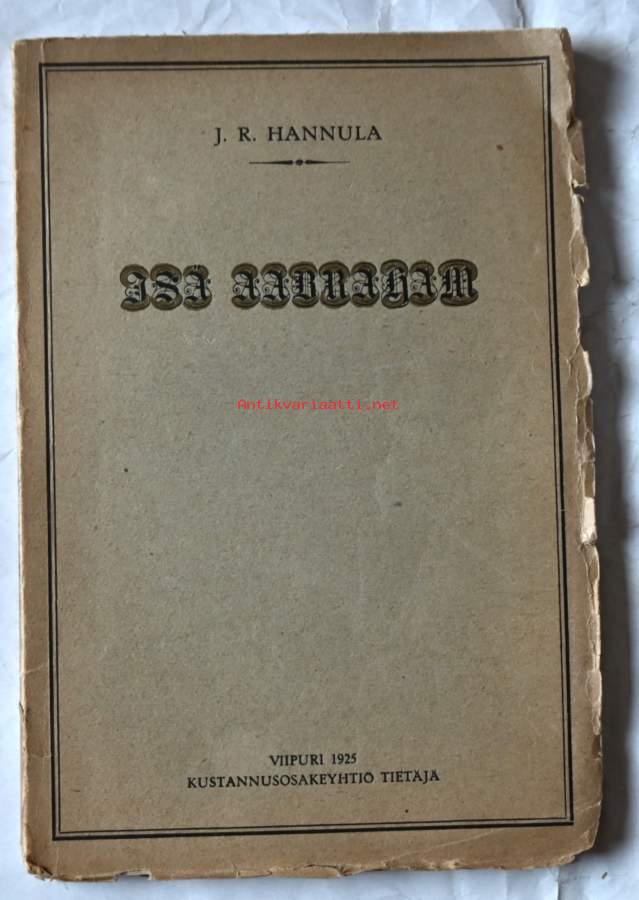 J. R. HANNULA
ISÄ AABRAHAM
Antikvariaatti.net
VIIPURI 1925
KUSTANNUSOSAKEYHTIÖ TIETÄJÄ